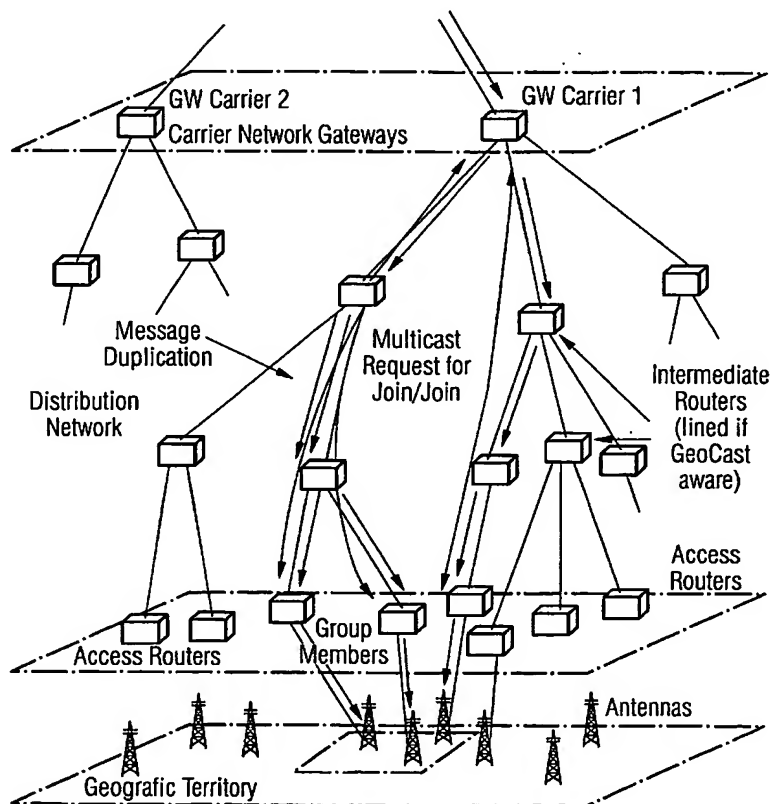 GW Carrier 2
GW Carrier 1
Carrier Network Gateways
Message
Duplication
Multicast
Request for
Join/Join
Distribution
Network
Intermediate
Routers
(lined if
GeoCast
aware)
Access
Routers
Group
Members
Access Routers
Antennas
Geografic Territory